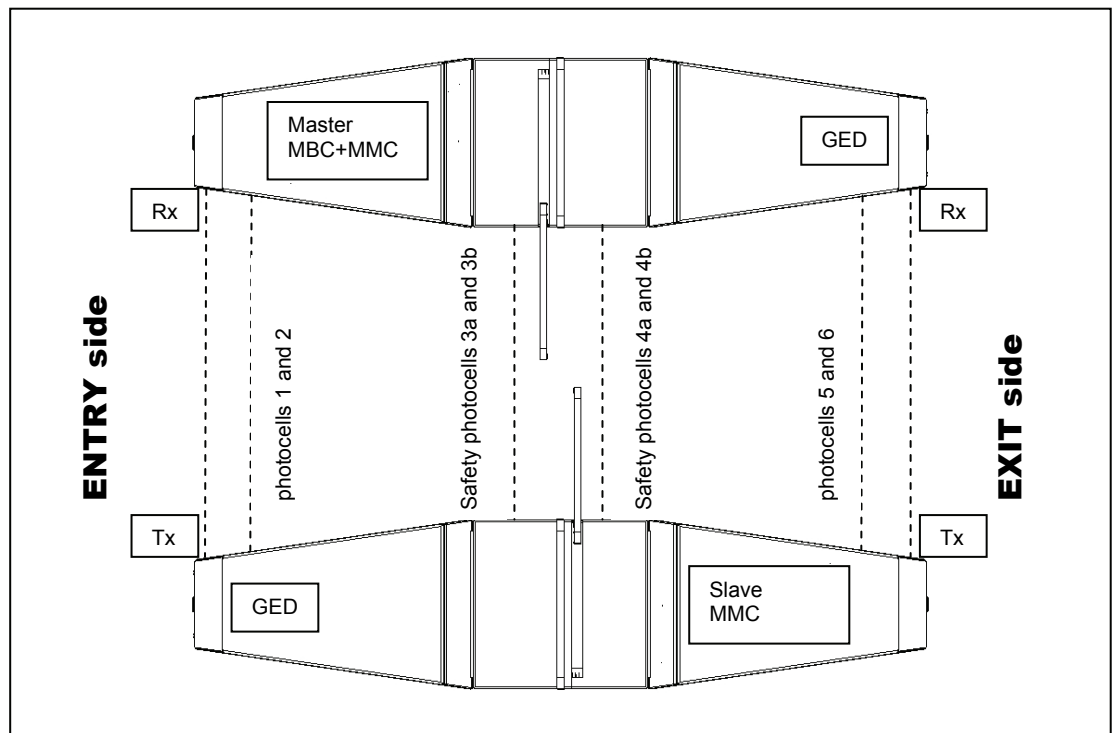 Master
MBC+MMC
GED
Rx
Rx
ENTRY side
photocells 1 and 2
Safety photocells 3a and 3b
Safety photocells 4a and 4b
photocells 5 and 6
EXIT side
Tx
Tx
GED
Slave
MMC